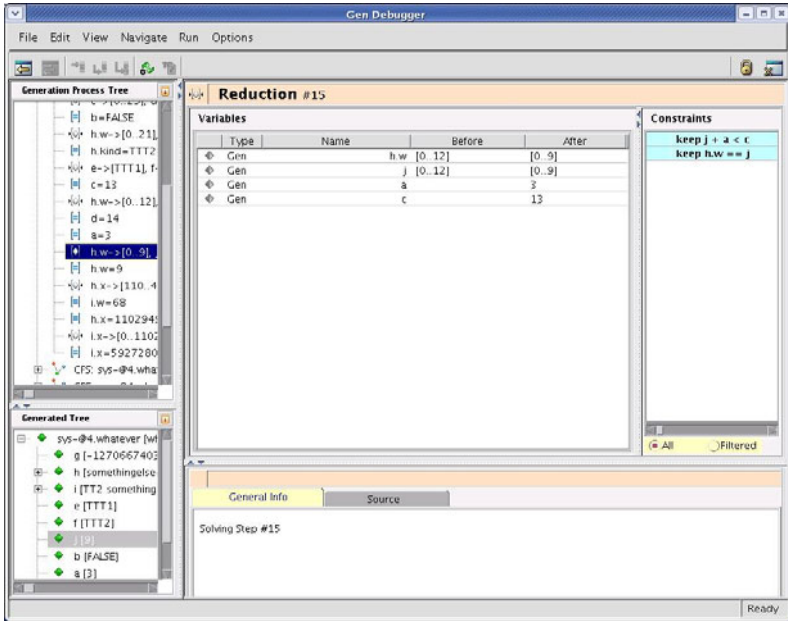 Gen Debugger
File Edit View Navigate Run Options
Generation Process Tree
b=FALSE
h.w->[0..21],
h.kind=TTT2
e->[TTT1], f-
c=13
h.w->[0..12],
d=14
a=3
h.w->[0..9],
h.w=9
h.x->[110..4
i.w=68
h.x=1102945
i.x->[0..1102
i.x=5927280
CFS: sys-@4.what
Generated Tree
sys-@4.whatever [wh
g [-1270667403
h [somethingelse
i [TT2 something
e [TTT1]
f [TTT2]
j [9]
b [FALSE]
a [3]
Reduction #15
Variables
Type Name Before After
Gen h.w [0..12] [0..9]
Gen j [0..12] [0..9]
Gen a 3
Gen c 13
Constraints
keep j + a < c
keep h.w == j
All Filtered
General Info Source
Solving Step #15
Ready